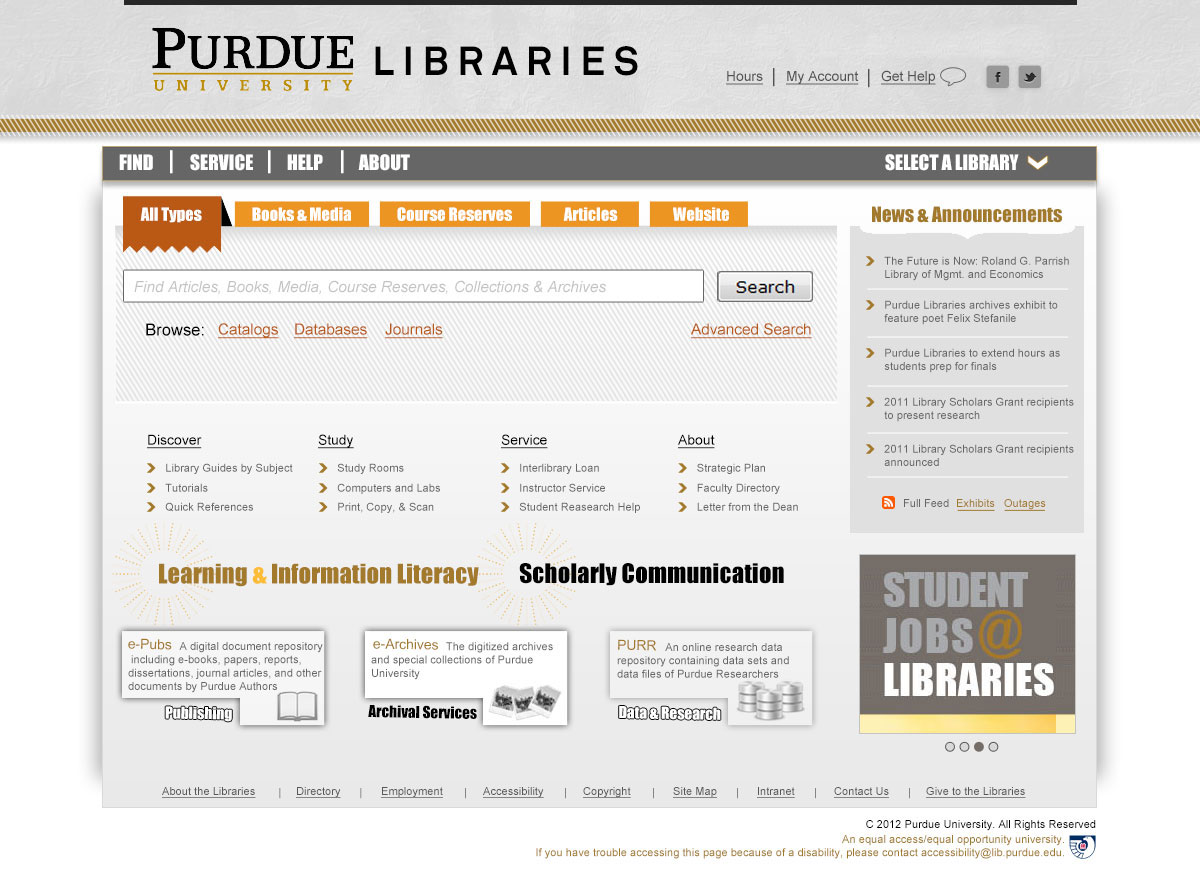 PURDUE LIBRARIES
UNIVERSITY
Hours | My Account | Get Help
f
FIND | SERVICE | HELP | ABOUT
SELECT A LIBRARY
All Types
Books & Media
Course Reserves
Articles
Website
Find Articles, Books, Media, Course Reserves, Collections & Archives
Search
Browse: Catalogs Databases Journals
Advanced Search
News & Announcements
The Future is Now: Roland G. Parrish
Library of Mgmt. and Economics
Purdue Libraries archives exhibit to
feature poet Felix Stefanile
Purdue Libraries to extend hours as
students prep for finals
2011 Library Scholars Grant recipients
to present research
2011 Library Scholars Grant recipients
announced
Full Feed Exhibits Outages
Discover
Library Guides by Subject
Tutorials
Quick References
Study
Study Rooms
Computers and Labs
Print, Copy, & Scan
Service
Interlibrary Loan
Instructor Service
Student Reasearch Help
About
Strategic Plan
Faculty Directory
Letter from the Dean
Learning & Information Literacy
Scholarly Communication
e-Pubs A digital document repository
including e-books, papers, reports,
dissertations, journal articles, and other
documents by Purdue Authors
Publishing
e-Archives The digitized archives
and special collections of Purdue
University
Archival Services
PURR An online research data
repository containing data sets and
data files of Purdue Researchers
Data & Research
STUDENT
JOBS @
LIBRARIES
About the Libraries | Directory | Employment | Accessibility | Copyright | Site Map | Intranet | Contact Us | Give to the Libraries
C 2012 Purdue University. All Rights Reserved
An equal access/equal opportunity university.
If you have trouble accessing this page because of a disability, please contact accessibility@lib.purdue.edu.